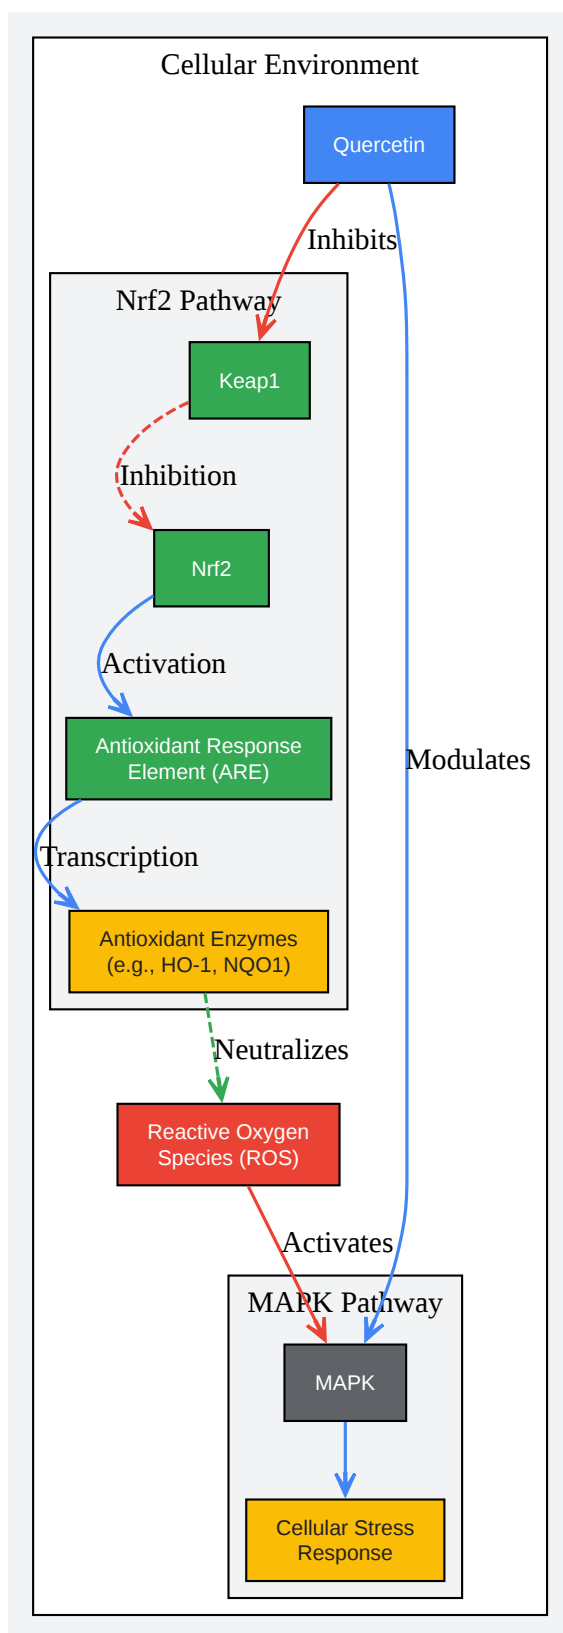 Cellular Environment
Quercetin
Inhibits
Nrf2 Pathway
Keap1
Inhibition
Nrf2
Activation
Antioxidant Response
Element (ARE)
Modulates
Transcription
Antioxidant Enzymes
(e.g., HO-1, NQO1)
Neutralizes
Reactive Oxygen
Species (ROS)
Activates
MAPK Pathway
MAPK
Cellular Stress
Response